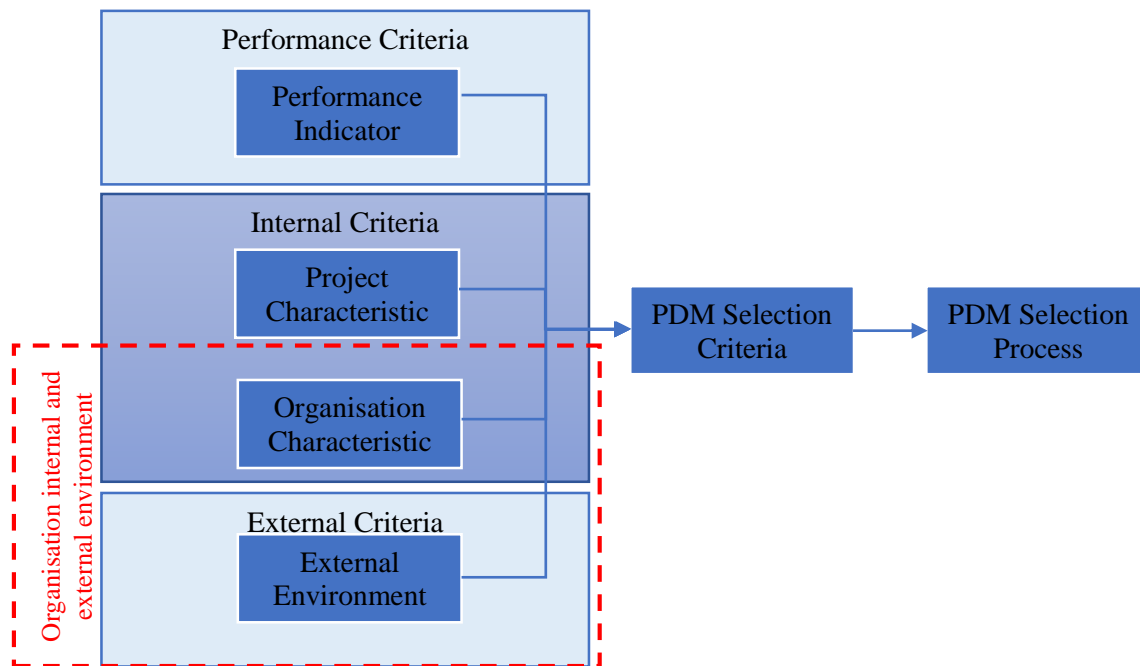 Performance Criteria
Performance
Indicator
Internal Criteria
Project
Characteristic
Organisation
Characteristic
External Criteria
External
Environment
Organisation internal and
external environment
PDM Selection
Criteria
PDM Selection
Process